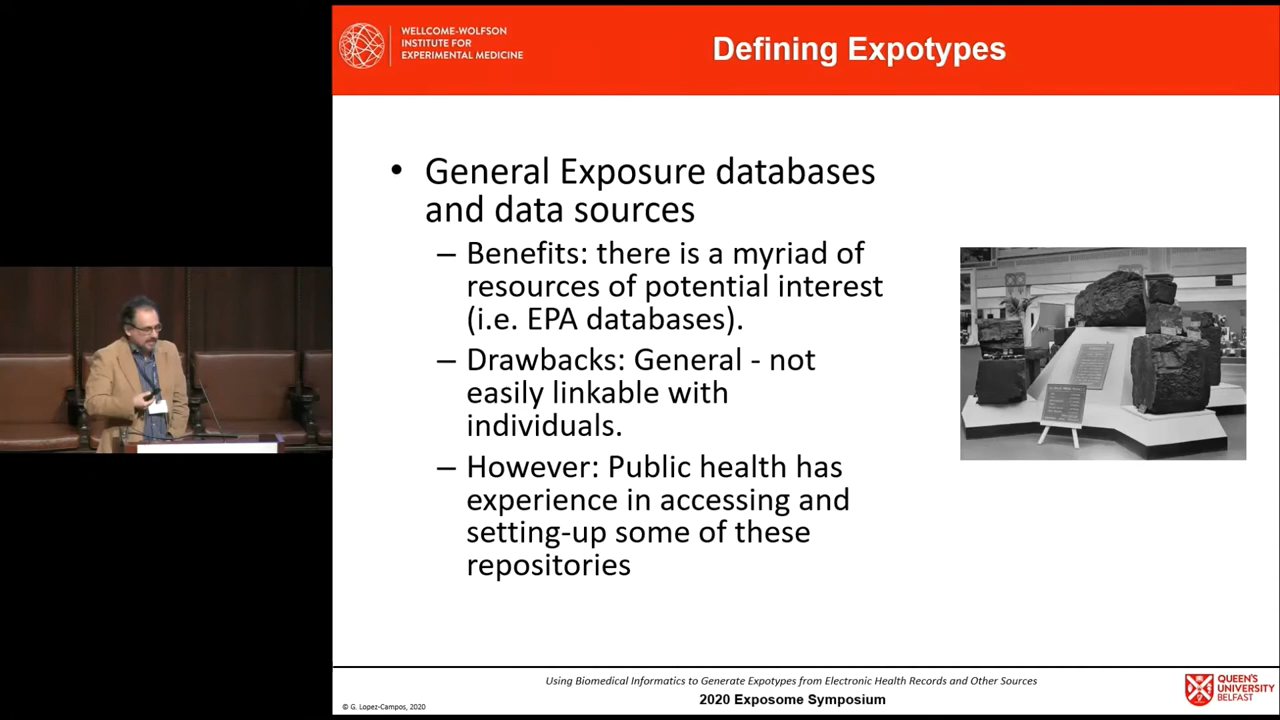 WELLCOME-WOLFSON
INSTITUTE FOR
EXPERIMENTAL MEDICINE
Defining Expotypes
• General Exposure databases
and data sources
– Benefits: there is a myriad of
resources of potential interest
(i.e. EPA databases).
– Drawbacks: General - not
easily linkable with
individuals.
– However: Public health has
experience in accessing and
setting-up some of these
repositories
Using Biomedical Informatics to Generate Expotypes from Electronic Health Records and Other Sources
2020 Exposome Symposium
© G. Lopez-Campos, 2020
QUEEN'S
UNIVERSITY
BELFAST